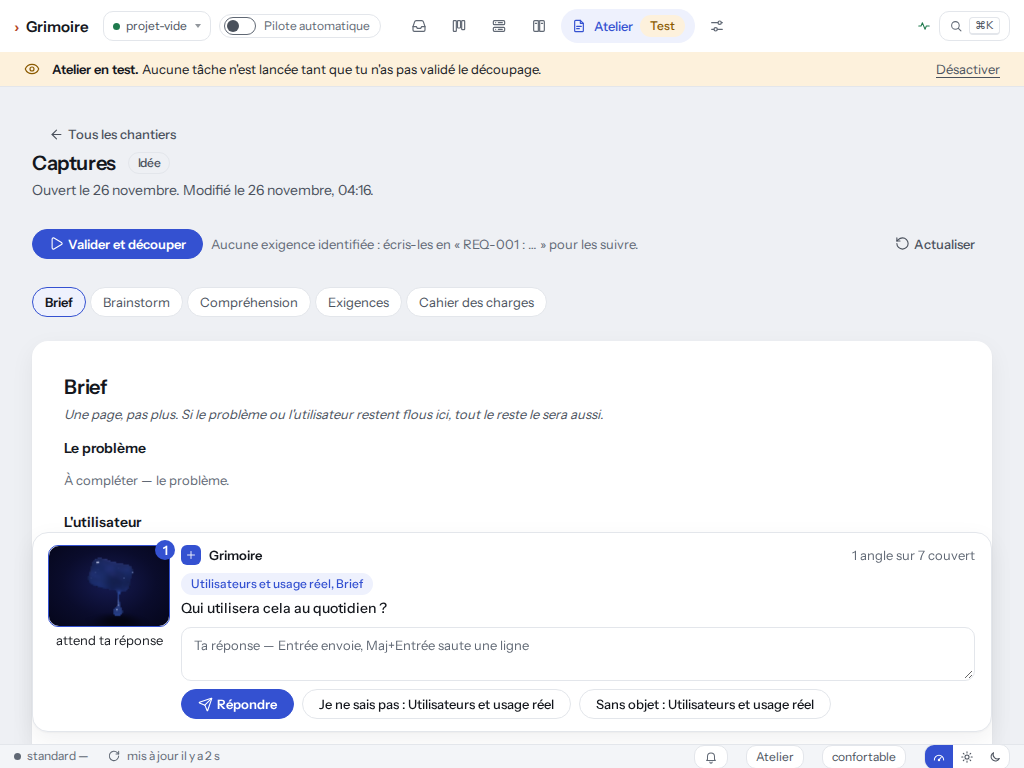 › Grimoire projet-vide Pilote automatique Atelier Test ⌘K
Atelier en test. Aucune tâche n'est lancée tant que tu n'as pas validé le découpage. Désactiver
← Tous les chantiers
Captures Idée
Ouvert le 26 novembre. Modifié le 26 novembre, 04:16.
Valider et découper Aucune exigence identifiée : écris-les en « REQ-001 : … » pour les suivre. Actualiser
Brief Brainstorm Compréhension Exigences Cahier des charges
Brief
Une page, pas plus. Si le problème ou l'utilisateur restent flous ici, tout le reste le sera aussi.
Le problème
À compléter — le problème.
L'utilisateur
1 Grimoire 1 angle sur 7 couvert
Utilisateurs et usage réel, Brief
Qui utilisera cela au quotidien ?
attend ta réponse
Ta réponse — Entrée envoie, Maj+Entrée saute une ligne
Répondre Je ne sais pas : Utilisateurs et usage réel Sans objet : Utilisateurs et usage réel
standard — mis à jour il y a 2 s Atelier confortable